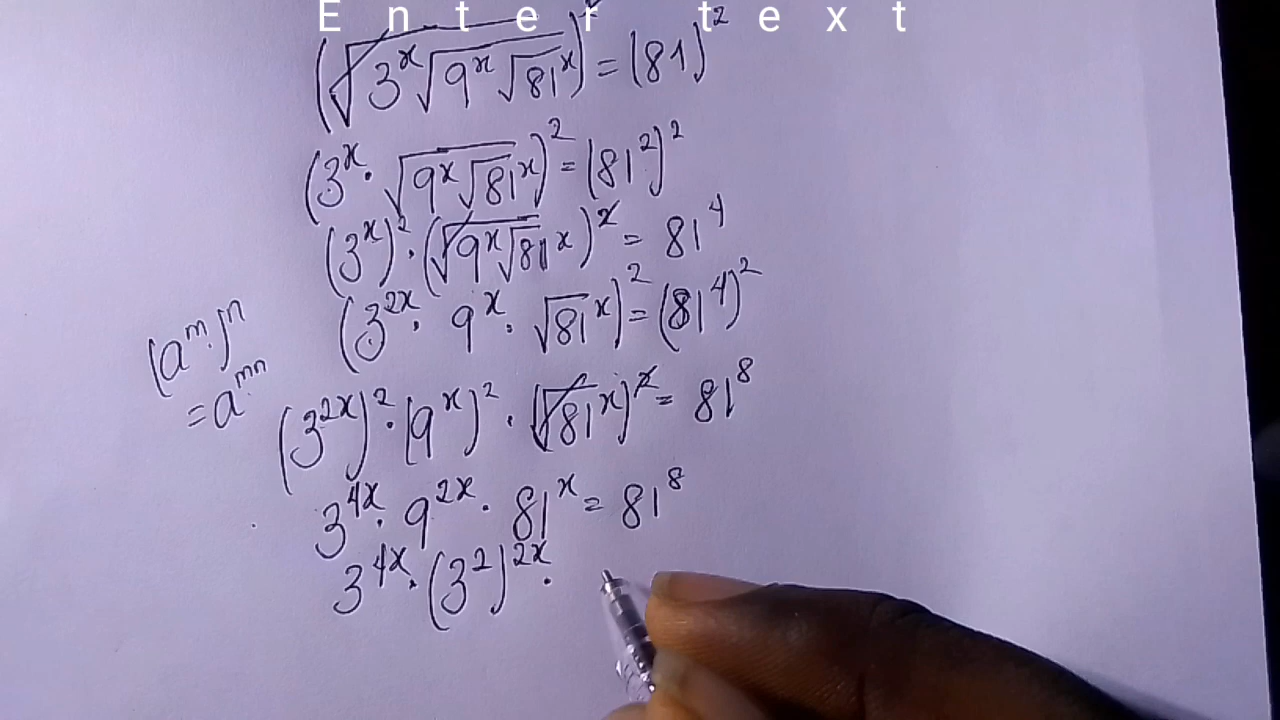 E n t e r t e x t
(√(3^x√(9^x√81^x)))^2 = (81)^2
(3^x · √(9^x√81^x))^2 = (81^2)^2
(3^x)^2 · (√(9^x√81^x))^2 = 81^4
(3^2x · 9^x · √81^x)^2 = (81^4)^2
(a^m)^n
= a^mn
(3^2x)^2 · (9^x)^2 · (√81^x)^2 = 81^8
3^4x · 9^2x · 81^x = 81^8
3^4x · (3^2)^2x ·